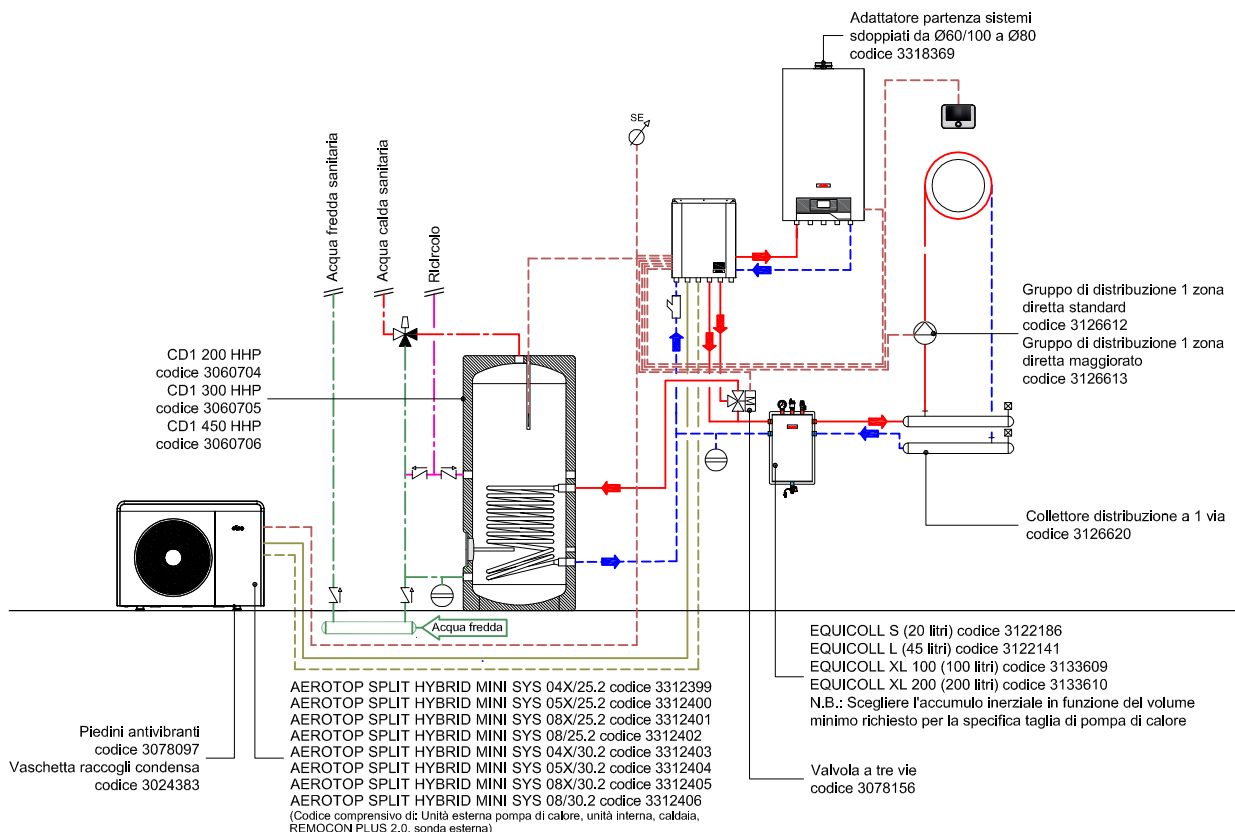 Adattatore partenza sistemi
sdoppiati da Ø60/100 a Ø80
codice 3318369
SE
Acqua fredda sanitaria
Acqua calda sanitaria
Ricircolo
Gruppo di distribuzione 1 zona
diretta standard
codice 3126612
Gruppo di distribuzione 1 zona
diretta maggiorato
codice 3126613
CD1 200 HHP
codice 3060704
CD1 300 HHP
codice 3060705
CD1 450 HHP
codice 3060706
M
Collettore distribuzione a 1 via
codice 3126620
Acqua fredda
EQUICOLL S (20 litri) codice 3122186
EQUICOLL L (45 litri) codice 3122141
EQUICOLL XL 100 (100 litri) codice 3133609
EQUICOLL XL 200 (200 litri) codice 3133610
N.B.: Scegliere l'accumulo inerziale in funzione del volume
minimo richiesto per la specifica taglia di pompa di calore
Piedini antivibranti
codice 3078097
Vaschetta raccogli condensa
codice 3024383
AEROTOP SPLIT HYBRID MINI SYS 04X/25.2 codice 3312399
AEROTOP SPLIT HYBRID MINI SYS 05X/25.2 codice 3312400
AEROTOP SPLIT HYBRID MINI SYS 08X/25.2 codice 3312401
AEROTOP SPLIT HYBRID MINI SYS 08/25.2 codice 3312402
AEROTOP SPLIT HYBRID MINI SYS 04X/30.2 codice 3312403
AEROTOP SPLIT HYBRID MINI SYS 05X/30.2 codice 3312404
AEROTOP SPLIT HYBRID MINI SYS 08X/30.2 codice 3312405
AEROTOP SPLIT HYBRID MINI SYS 08/30.2 codice 3312406
(Codice comprensivo di: Unità esterna pompa di calore, unità interna, caldaia,
REMOCON PLUS 2.0, sonda esterna)
Valvola a tre vie
codice 3078156